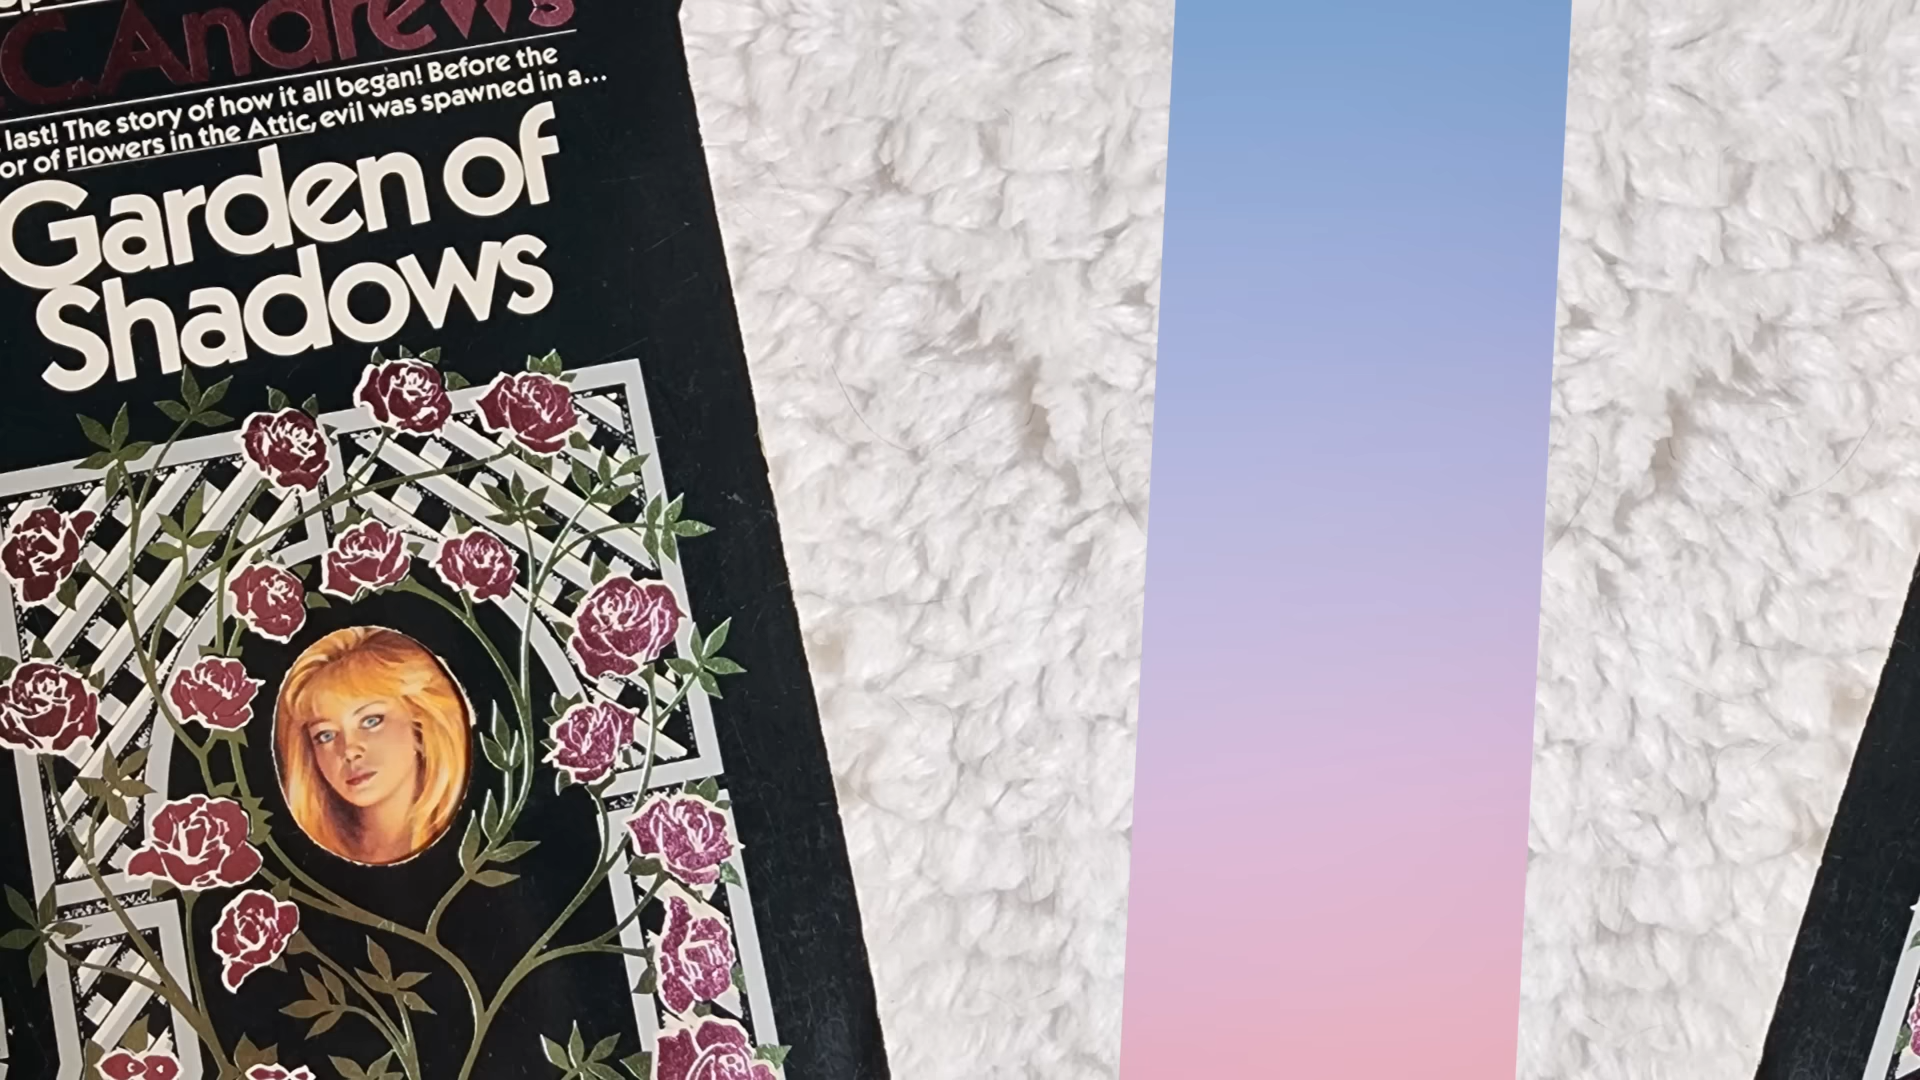 C. Andrews
last! The story of how it all began! Before the
or of Flowers in the Attic, evil was spawned in a...
Garden of
Shadows